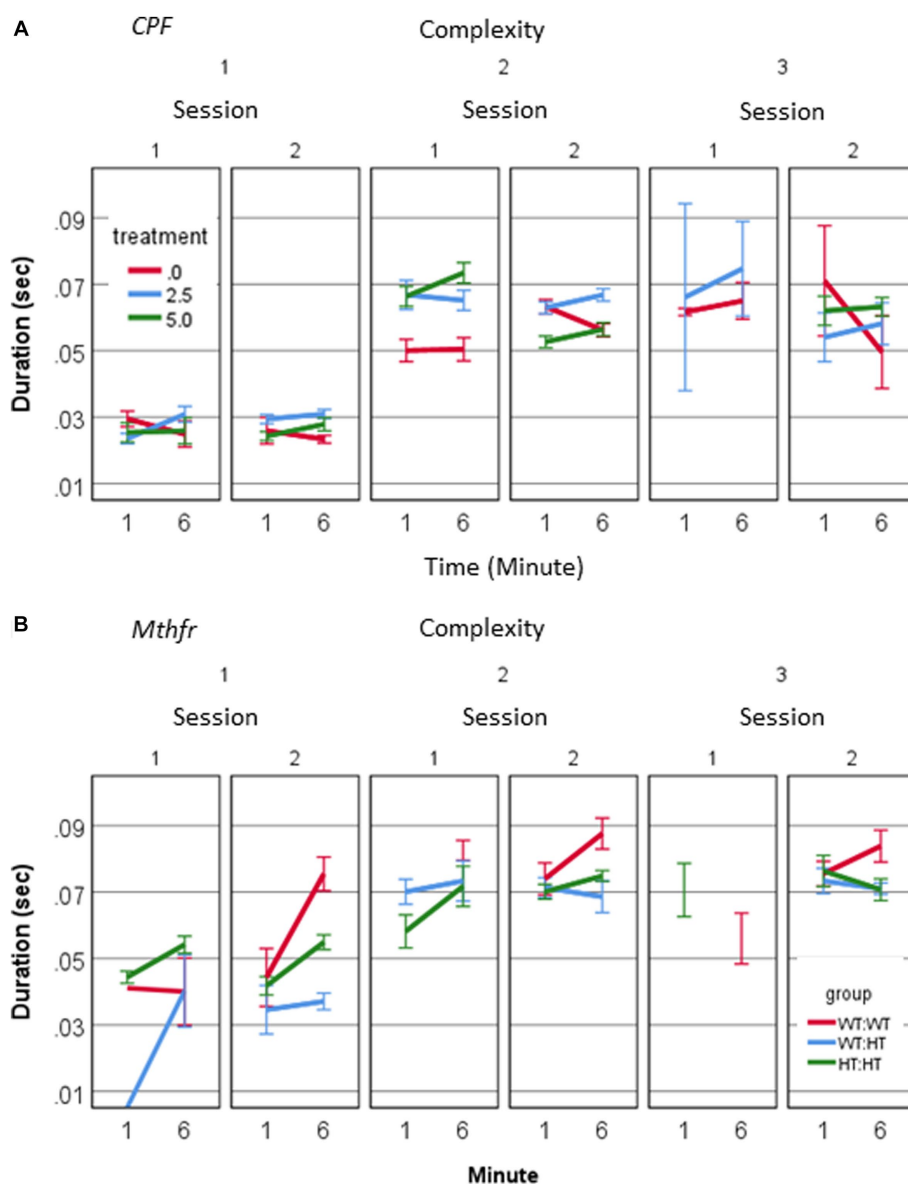 A CPF Complexity
1 2 3
Session Session Session
1 2 1 2 1 2
treatment
.0
2.5
5.0
Duration (sec)
.09
.07
.05
.03
.01
1 6 1 6 1 6 1 6 1 6 1 6
Time (Minute)
B Mthfr Complexity
1 2 3
Session Session Session
1 2 1 2 1 2
Duration (sec)
.09
.07
.05
.03
.01
group
WT:WT
WT:HT
HT:HT
1 6 1 6 1 6 1 6 1 6 1 6
Minute